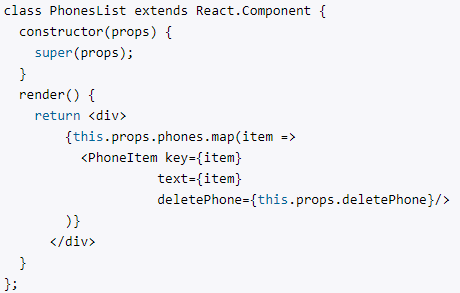 class PhonesList extends React.Component {
  constructor(props) {
    super(props);
  }
  render() {
    return <div>
        {this.props.phones.map(item =>
          <PhoneItem key={item}
                    text={item}
                    deletePhone={this.props.deletePhone}/>
        )}
      </div>
  }
};